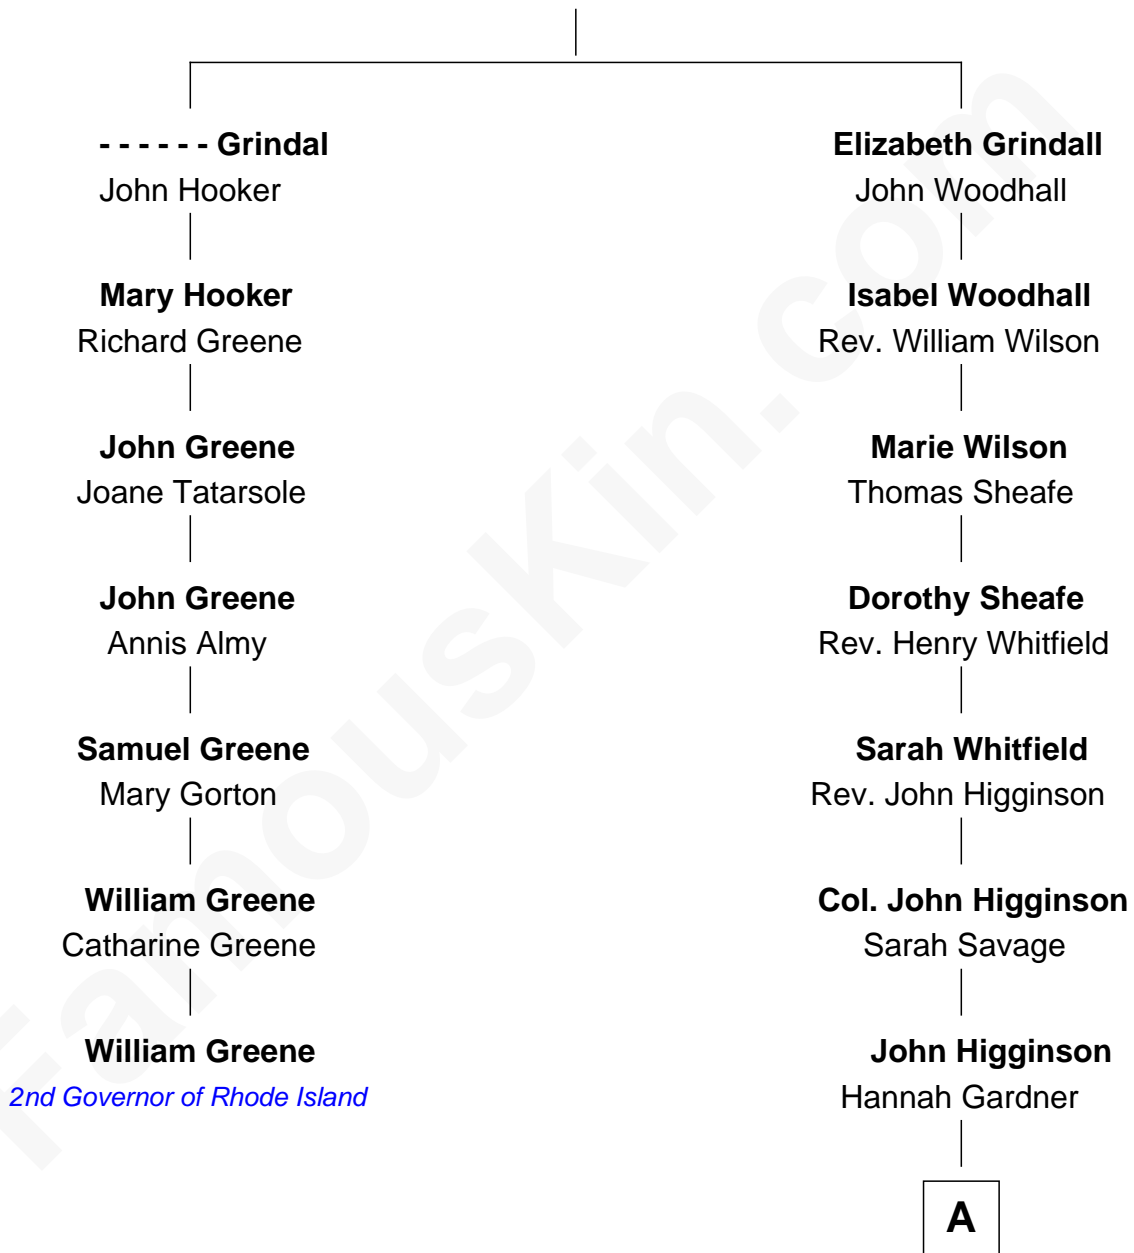 - - - - - - Grindal
John Hooker
Mary Hooker
Richard Greene
John Greene
Joane Tatarsole
John Greene
Annis Almy
Samuel Greene
Mary Gorton
William Greene
Catharine Greene
William Greene
2nd Governor of Rhode Island
Elizabeth Grindall
John Woodhall
Isabel Woodhall
Rev. William Wilson
Marie Wilson
Thomas Sheafe
Dorothy Sheafe
Rev. Henry Whitfield
Sarah Whitfield
Rev. John Higginson
Col. John Higginson
Sarah Savage
John Higginson
Hannah Gardner
A
FamousKin.com